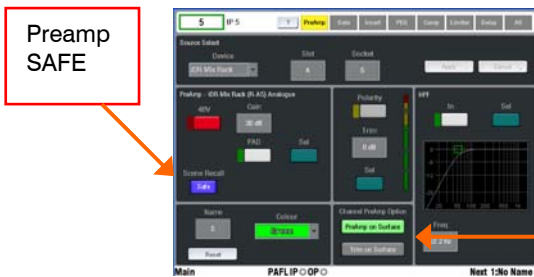 Preamp
SAFE
5 IP 5 PreAmp Gate Insert PEQ Comp Limiter Delay All
Source Select
Device Slot Socket
iDR Mix Rack A 5 Apply Cancel
PreAmp - iDR Mix Rack (R-AS) Analogue
48V Gain
30 dB
PAD Sel
Scene Recall
Safe
Polarity
Trim
0 dB
Sel
HPF
In Sel
Name Colour
5
Reset
Channel PreAmp Option
PreAmp on Surface
Trim on Surface
Freq
Main PAFL IP OP Next 1:No Name